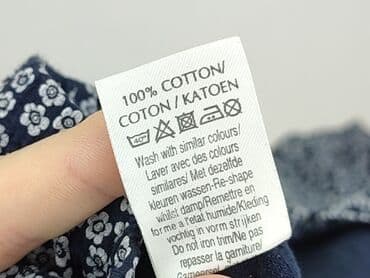 100% COTTON/
COTON / KATOEN
40
Wash with similar colours/
Laver avec des colours
similaires/ Met dezelfde
kleuren wassen-Re-shape
whilst damp/Remettre en
forme a l'etat humide/Kleding
vochtig in vorm strijken
Do not iron trim/Ne pas
repasser la garniture/